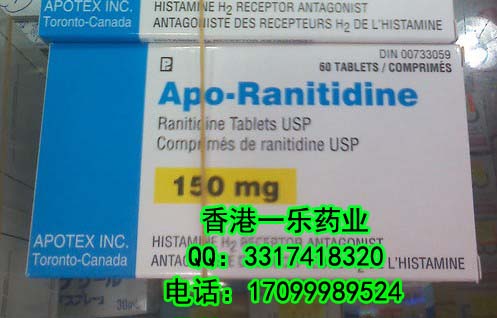 APOTEX INC.
Toronto-Canada
HISTAMINE H₂ RECEPTOR ANTAGONIST
ANTAGONISTE DES RECEPTEURS H₂ DE L'HISTAMINE
DIN 00733059
60 TABLETS / COMPRIMÉS
Apo-Ranitidine
Ranitidine Tablets USP
Comprimés de ranitidine USP
150 mg
香港一乐药业
APOTEX INC.
Toronto-Canada
HISTAMINE H₂ RECEPTOR ANTAGONIST
QQ：3317418320
L'HISTAMINE
电话：17099989524
30